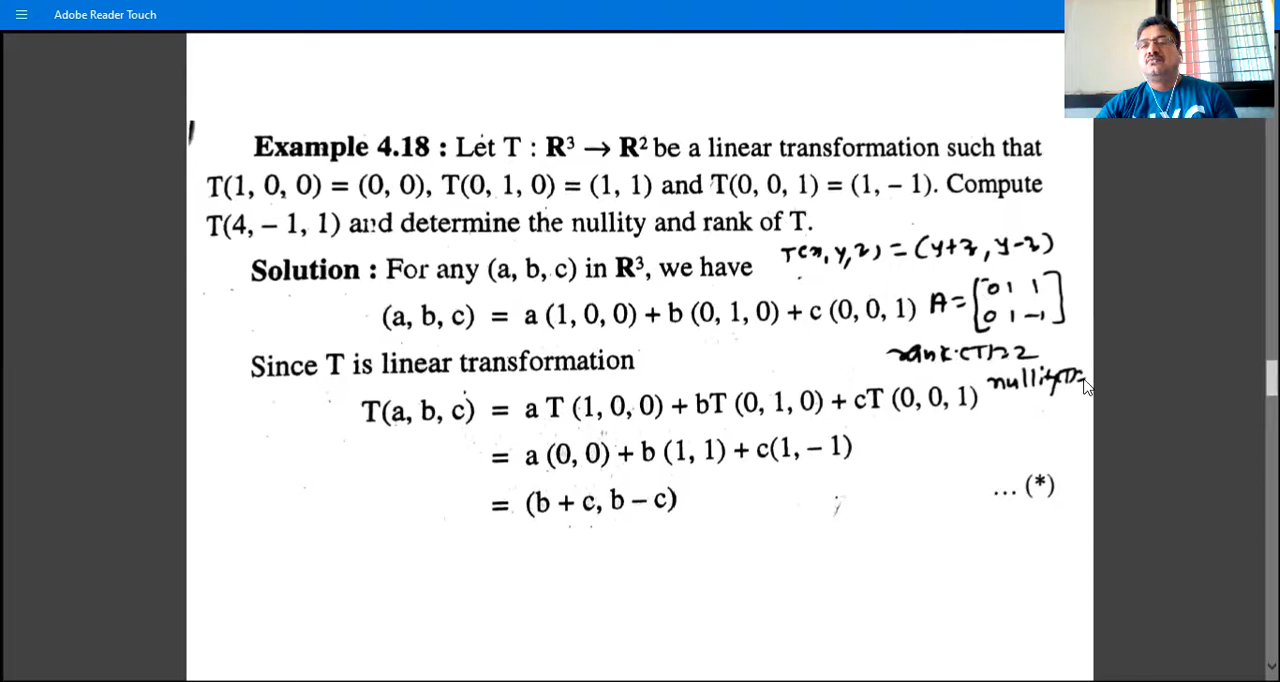 Adobe Reader Touch
Example 4.18 : Let T : R³ → R² be a linear transformation such that
T(1, 0, 0) = (0, 0), T(0, 1, 0) = (1, 1) and T(0, 0, 1) = (1, – 1). Compute
T(4, – 1, 1) and determine the nullity and rank of T.
T(x, y, z) = (y+z, y-z)
Solution : For any (a, b, c) in R³, we have
(a, b, c) = a (1, 0, 0) + b (0, 1, 0) + c (0, 0, 1)
A = [0 1 1
0 1 -1]
Since T is linear transformation
rank(T)=2
nullity(T)=
T(a, b, c) = a T (1, 0, 0) + bT (0, 1, 0) + cT (0, 0, 1)
= a (0, 0) + b (1, 1) + c(1, – 1)
= (b + c, b – c) ... (*)